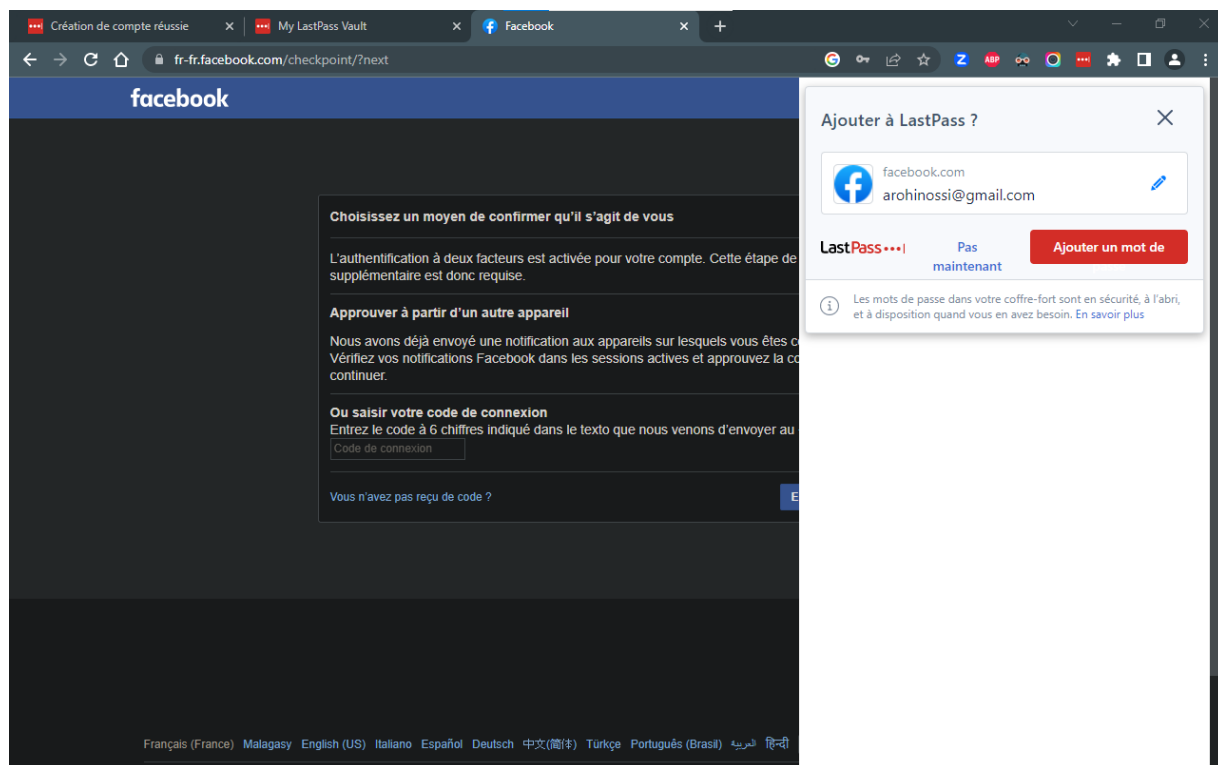 Création de compte réussie
My LastPass Vault
Facebook
fr-fr.facebook.com/checkpoint/?next
facebook
Choisissez un moyen de confirmer qu'il s'agit de vous
L'authentification à deux facteurs est activée pour votre compte. Cette étape de
supplémentaire est donc requise.
Approuver à partir d'un autre appareil
Nous avons déjà envoyé une notification aux appareils sur lesquels vous êtes
Vérifiez vos notifications Facebook dans les sessions actives et approuvez la
continuer.
Ou saisir votre code de connexion
Entrez le code à 6 chiffres indiqué dans le texto que nous venons d'envoyer au
Code de connexion
Vous n'avez pas reçu de code ?
E
Ajouter à LastPass ?
facebook.com
arohinossi@gmail.com
LastPass
Pas
maintenant
Ajouter un mot de
Les mots de passe dans votre coffre-fort sont en sécurité, à l'abri,
et à disposition quand vous en avez besoin. En savoir plus
Z
ABP
Français (France) Malagasy English (US) Italiano Español Deutsch 中文(简体) Türkçe Português (Brasil) العربية हिन्दी